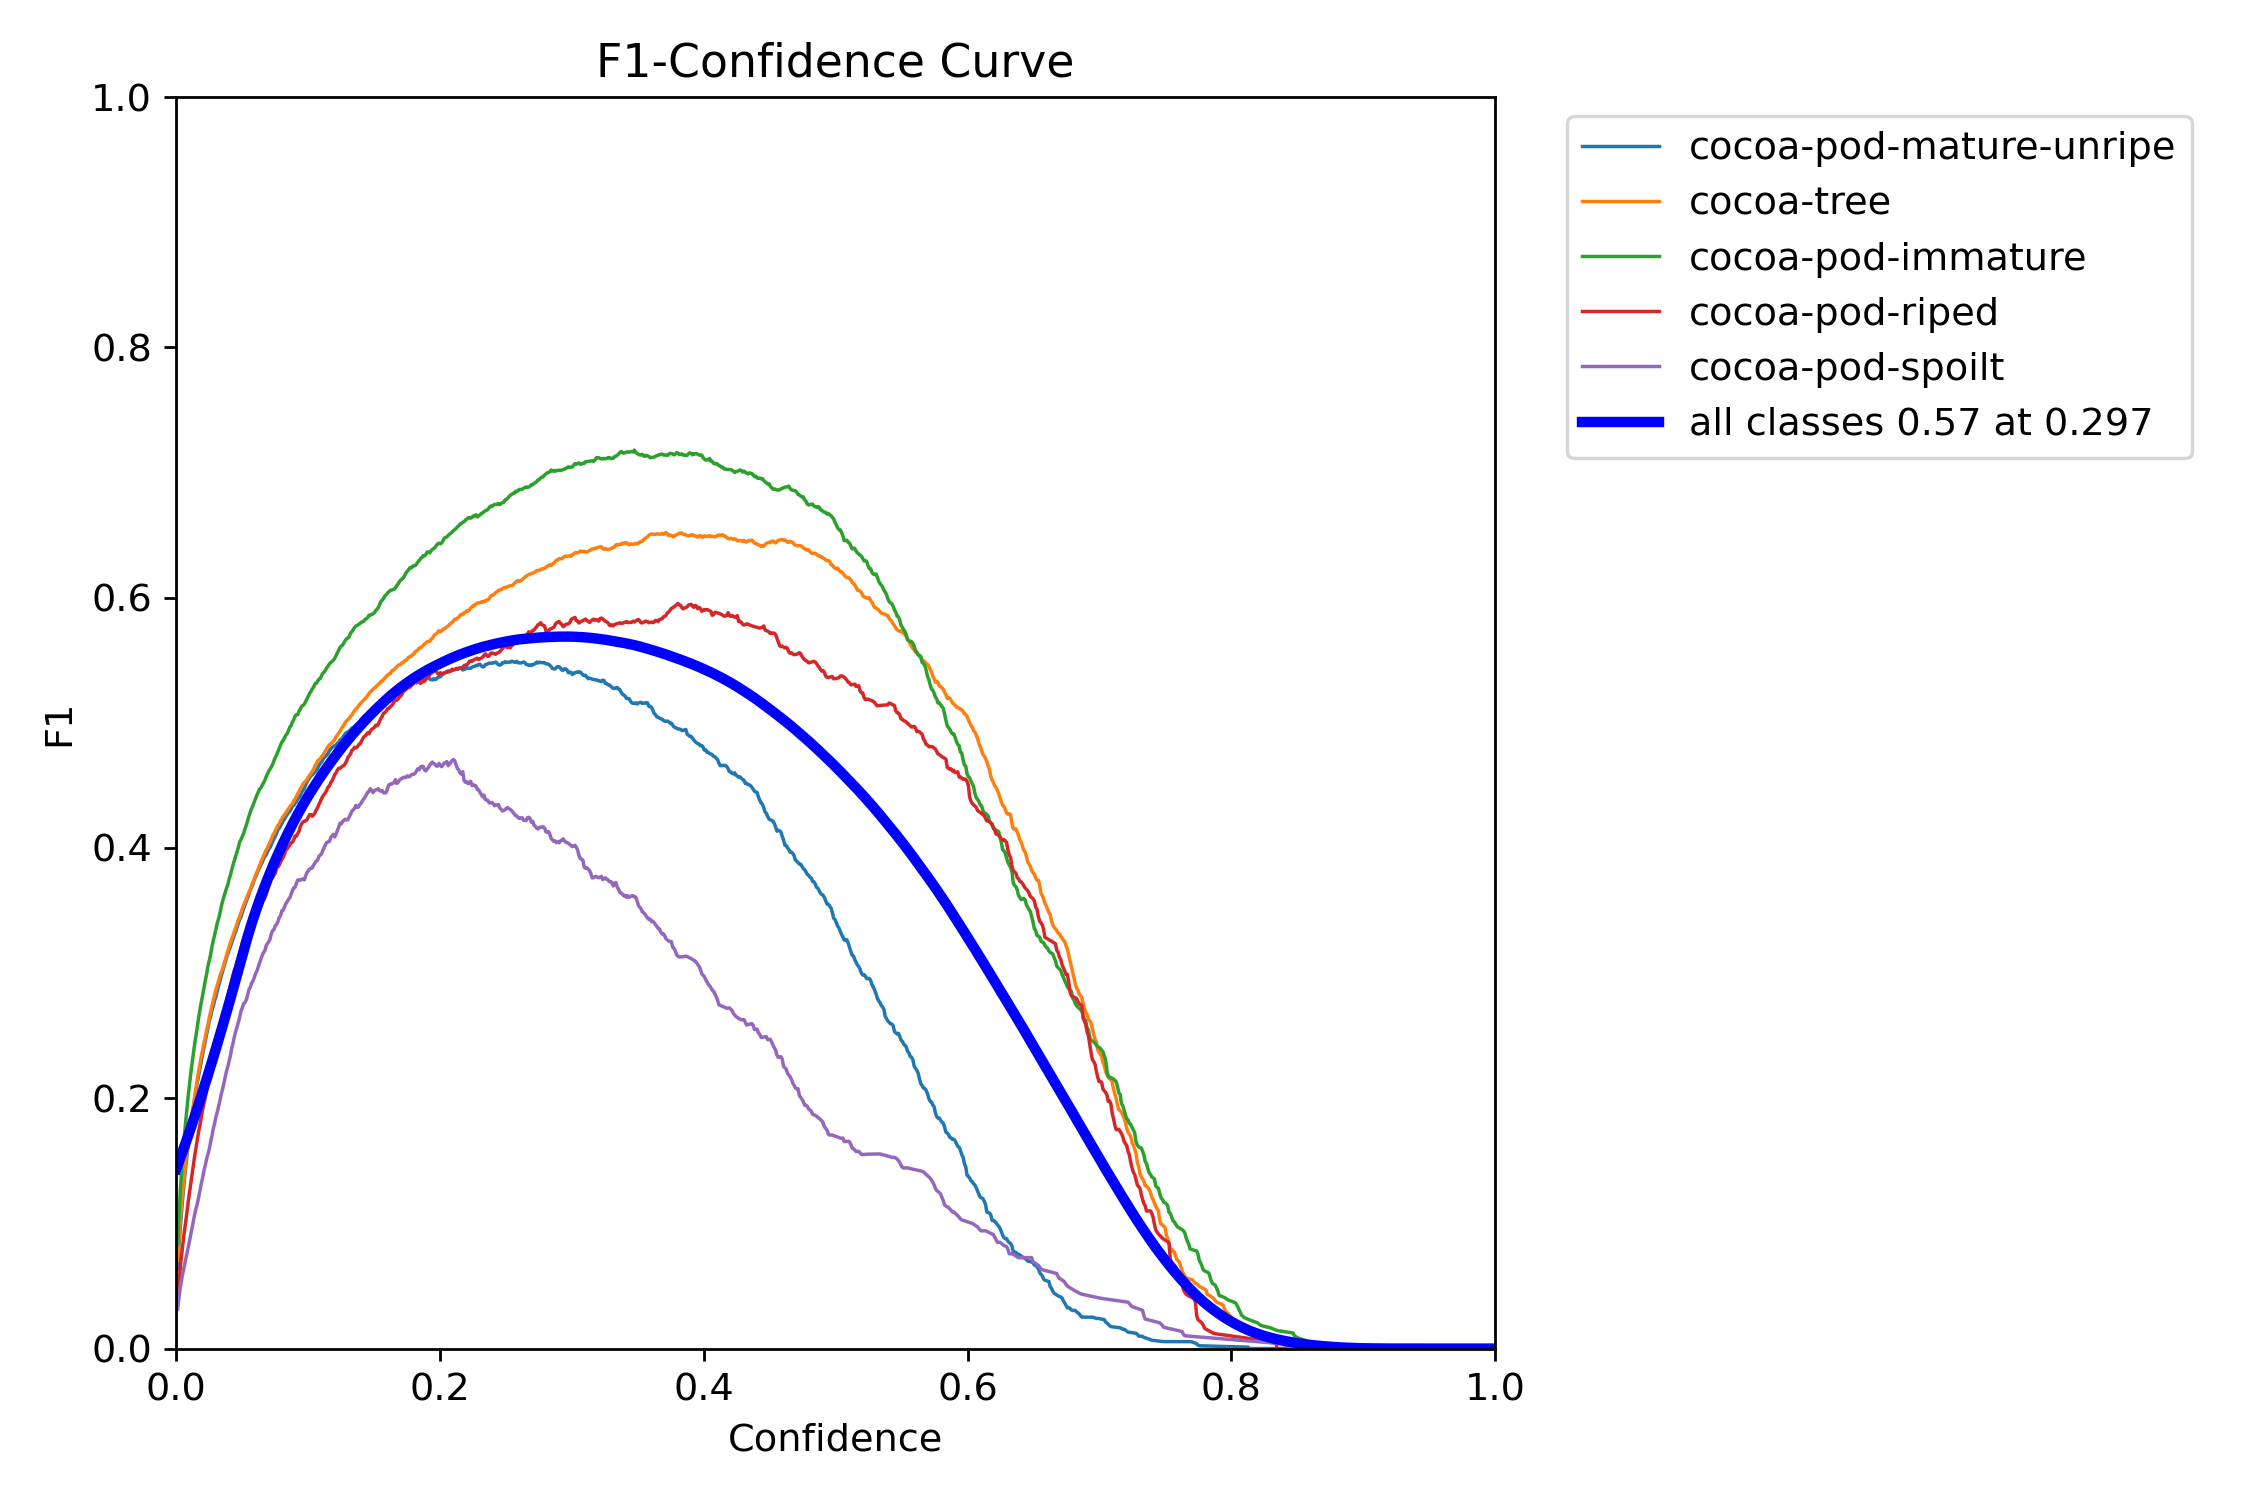 F1-Confidence Curve
1.0
0.8
0.6
0.4
0.2
0.0
F1
0.0 0.2 0.4 0.6 0.8 1.0
Confidence
cocoa-pod-mature-unripe
cocoa-tree
cocoa-pod-immature
cocoa-pod-riped
cocoa-pod-spoilt
all classes 0.57 at 0.297